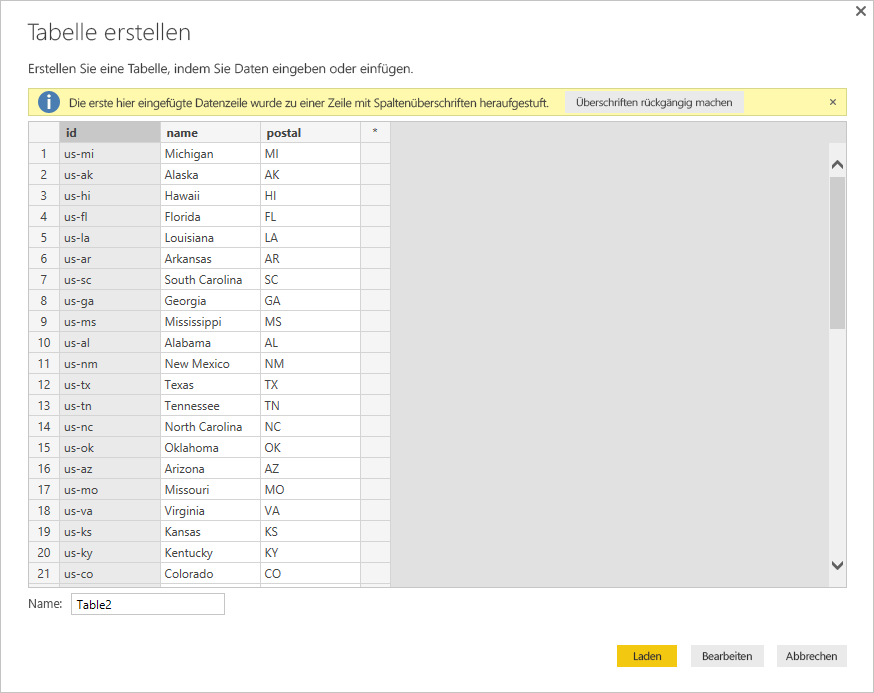 Tabelle erstellen
Erstellen Sie eine Tabelle, indem Sie Daten eingeben oder einfügen.
Die erste hier eingefügte Datenzeile wurde zu einer Zeile mit Spaltenüberschriften heraufgestuft. Überschriften rückgängig machen
id name postal *
1 us-mi Michigan MI
2 us-ak Alaska AK
3 us-hi Hawaii HI
4 us-fl Florida FL
5 us-la Louisiana LA
6 us-ar Arkansas AR
7 us-sc South Carolina SC
8 us-ga Georgia GA
9 us-ms Mississippi MS
10 us-al Alabama AL
11 us-nm New Mexico NM
12 us-tx Texas TX
13 us-tn Tennessee TN
14 us-nc North Carolina NC
15 us-ok Oklahoma OK
16 us-az Arizona AZ
17 us-mo Missouri MO
18 us-va Virginia VA
19 us-ks Kansas KS
20 us-ky Kentucky KY
21 us-co Colorado CO
Name: Table2
Laden Bearbeiten Abbrechen